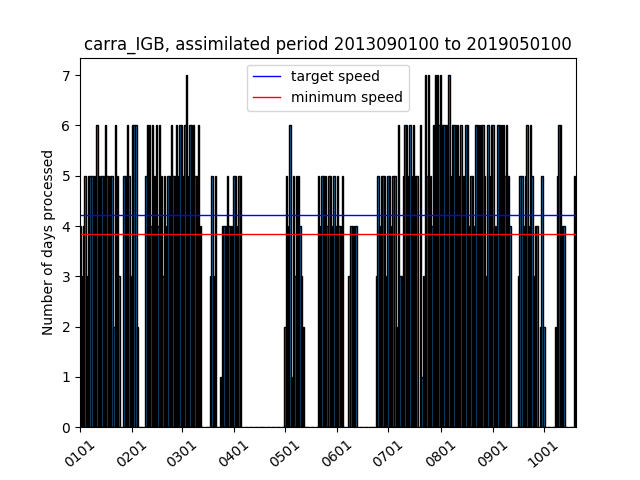 carra_IGB, assimilated period 2013090100 to 2019050100
target speed
minimum speed
Number of days processed
7
6
5
4
3
2
1
0
0101 0201 0301 0401 0501 0601 0701 0801 0901 1001